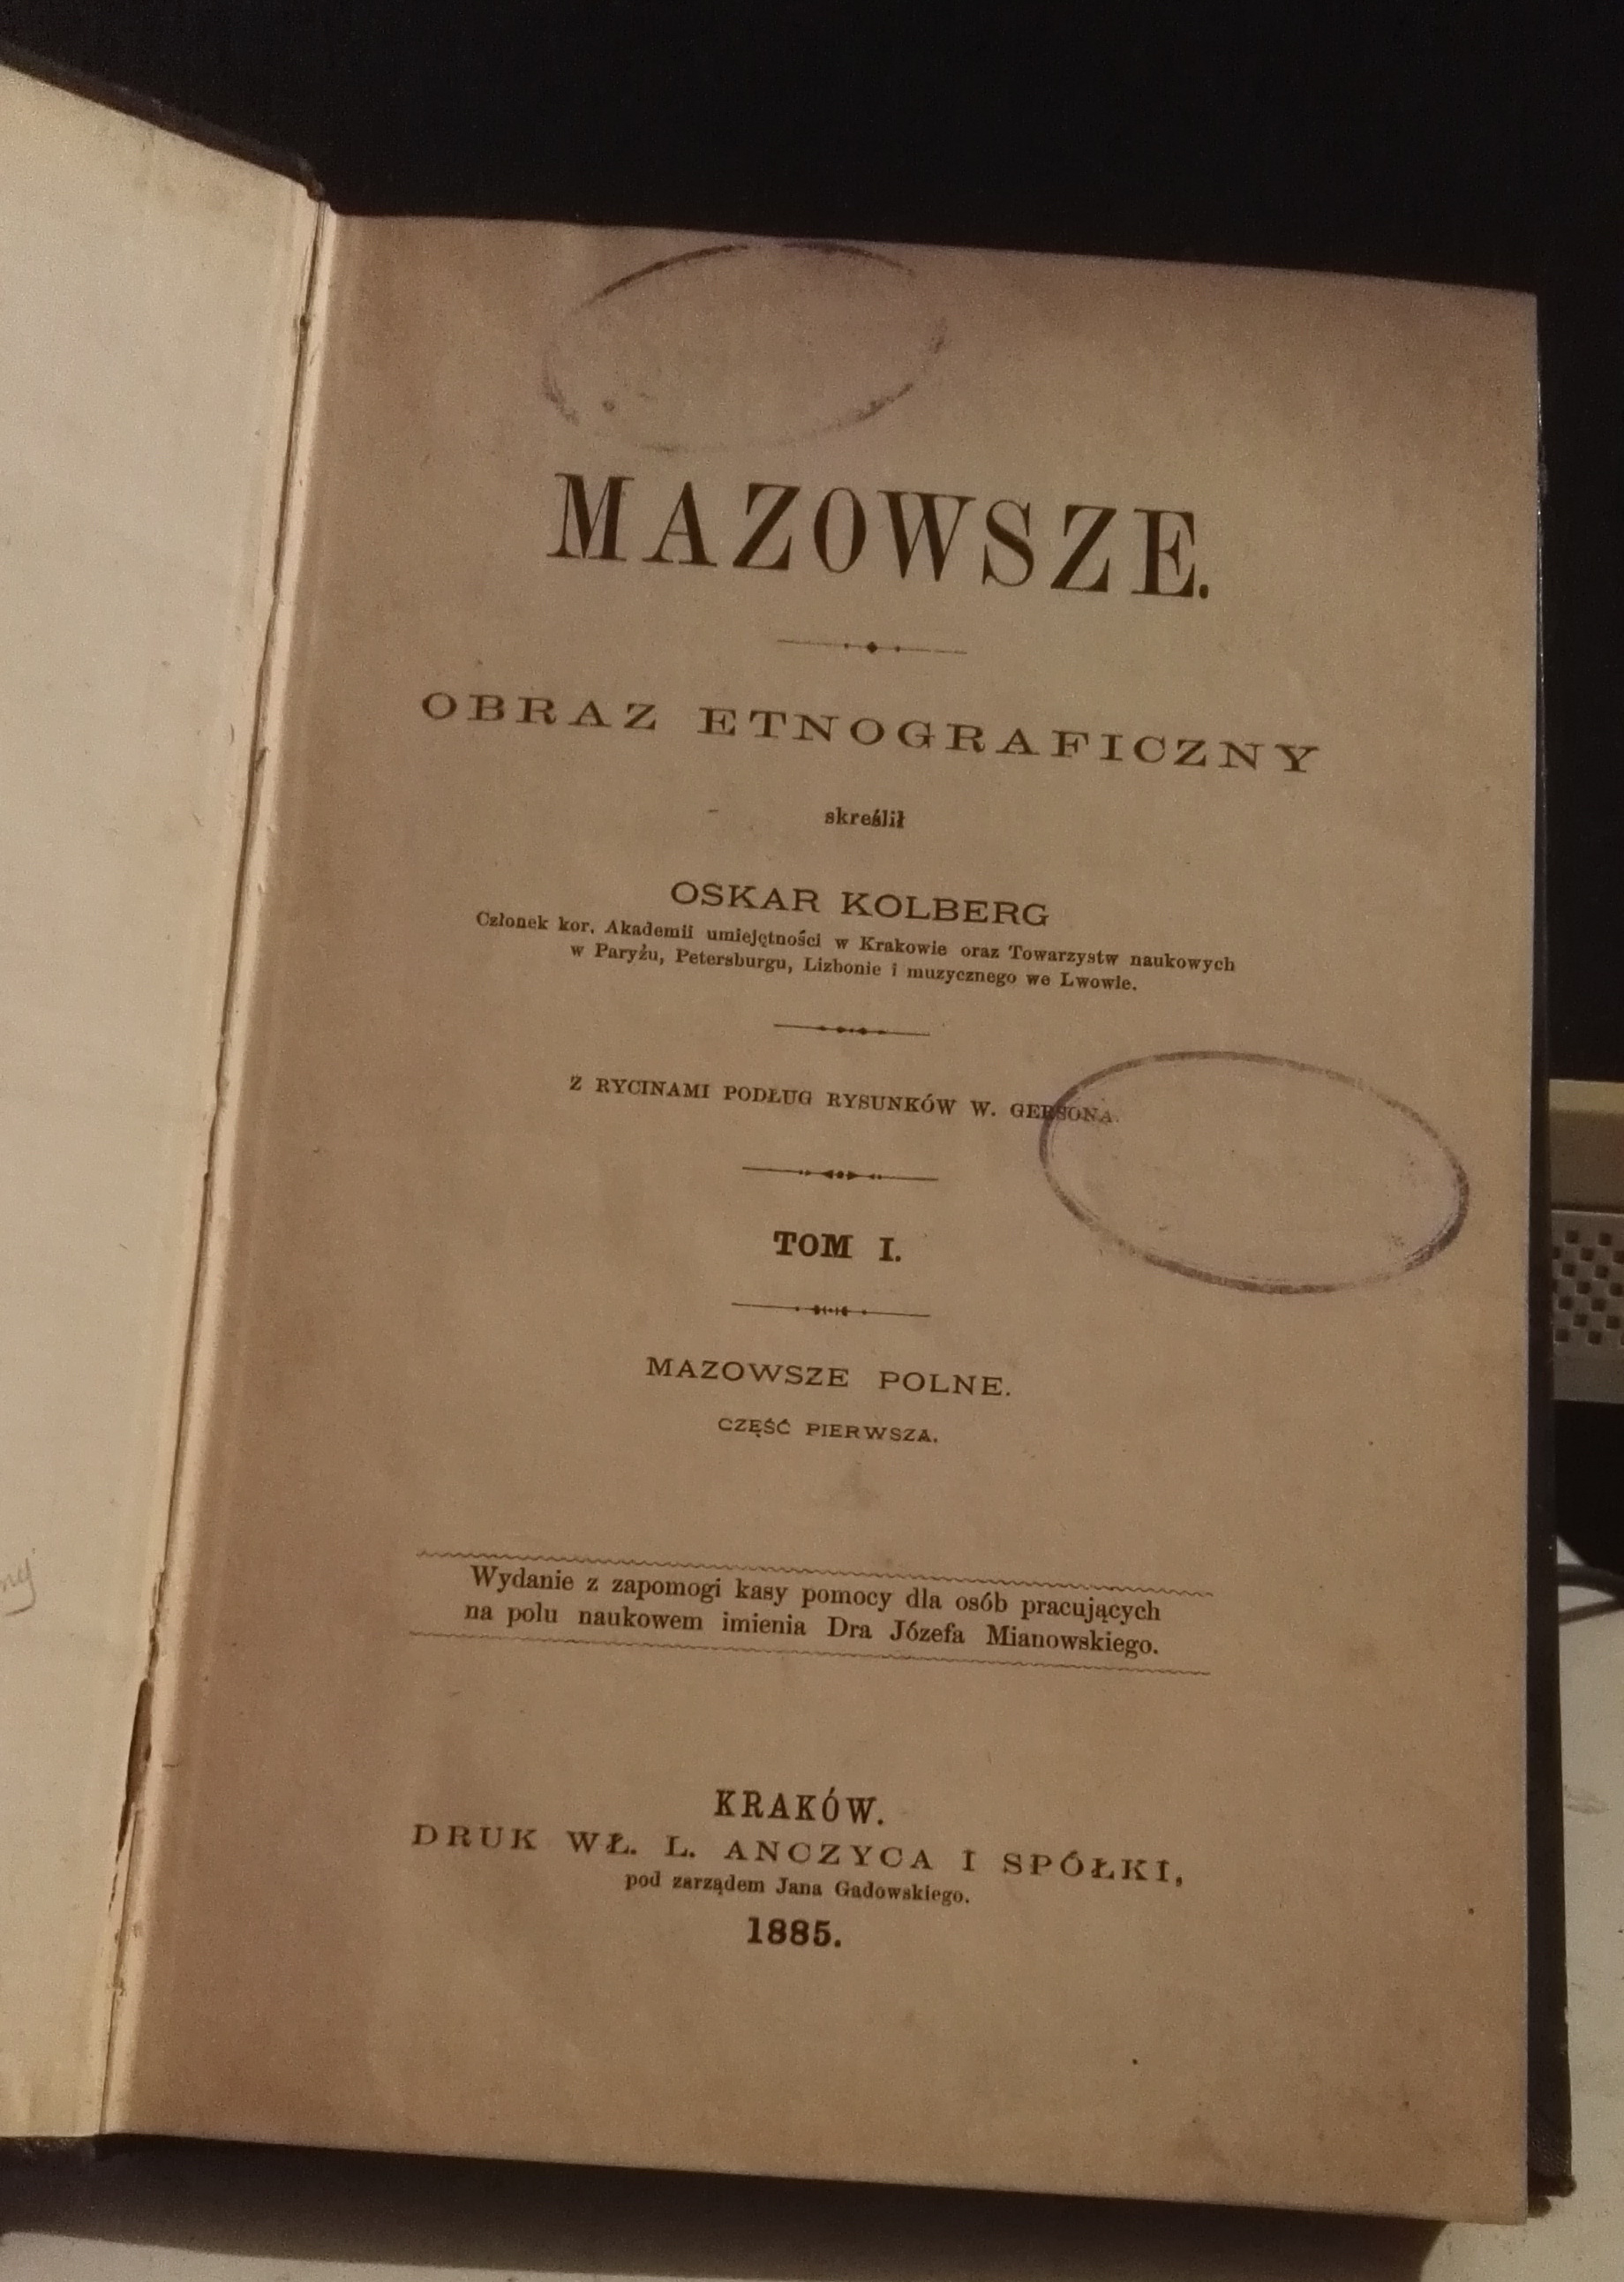 MAZOWSZE.
OBRAZ ETNOGRAFICZNY
skreślił
OSKAR KOLBERG
Członek kor. Akademii umiejętności w Krakowie oraz Towarzystw naukowych
w Paryżu, Petersburgu, Lizbonie i muzycznego we Lwowie.
Z RYCINAMI PODŁUG RYSUNKÓW W. GERSONA.
TOM I.
MAZOWSZE POLNE.
CZĘŚĆ PIERWSZA.
Wydanie z zapomogi kasy pomocy dla osób pracujących
na polu naukowem imienia Dra Józefa Mianowskiego.
KRAKÓW.
DRUK WŁ. L. ANCZYCA I SPÓŁKI,
pod zarządem Jana Gadowskiego.
1885.